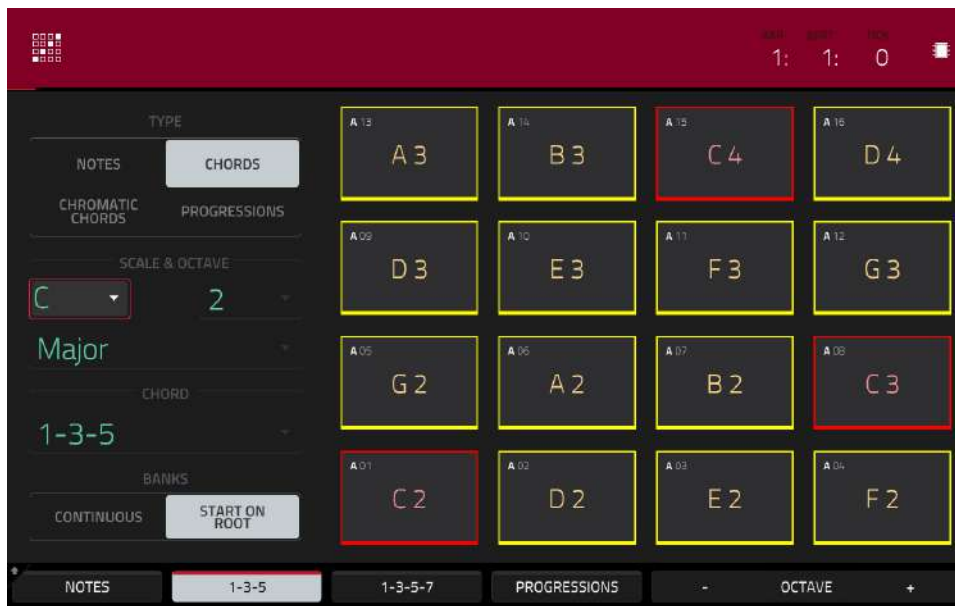 BAR BEAT TICK
1: 1: 0
TYPE
NOTES CHORDS
CHROMATIC CHORDS PROGRESSIONS
SCALE & OCTAVE
C 2
Major
CHORD
1-3-5
BANKS
CONTINUOUS START ON ROOT
A 13 A 14 A 15 A 16
A 3 B 3 C 4 D 4
A 09 A 10 A 11 A 12
D 3 E 3 F 3 G 3
A 05 A 06 A 07 A 08
G 2 A 2 B 2 C 3
A 01 A 02 A 03 A 04
C 2 D 2 E 2 F 2
NOTES 1-3-5 1-3-5-7 PROGRESSIONS - OCTAVE +